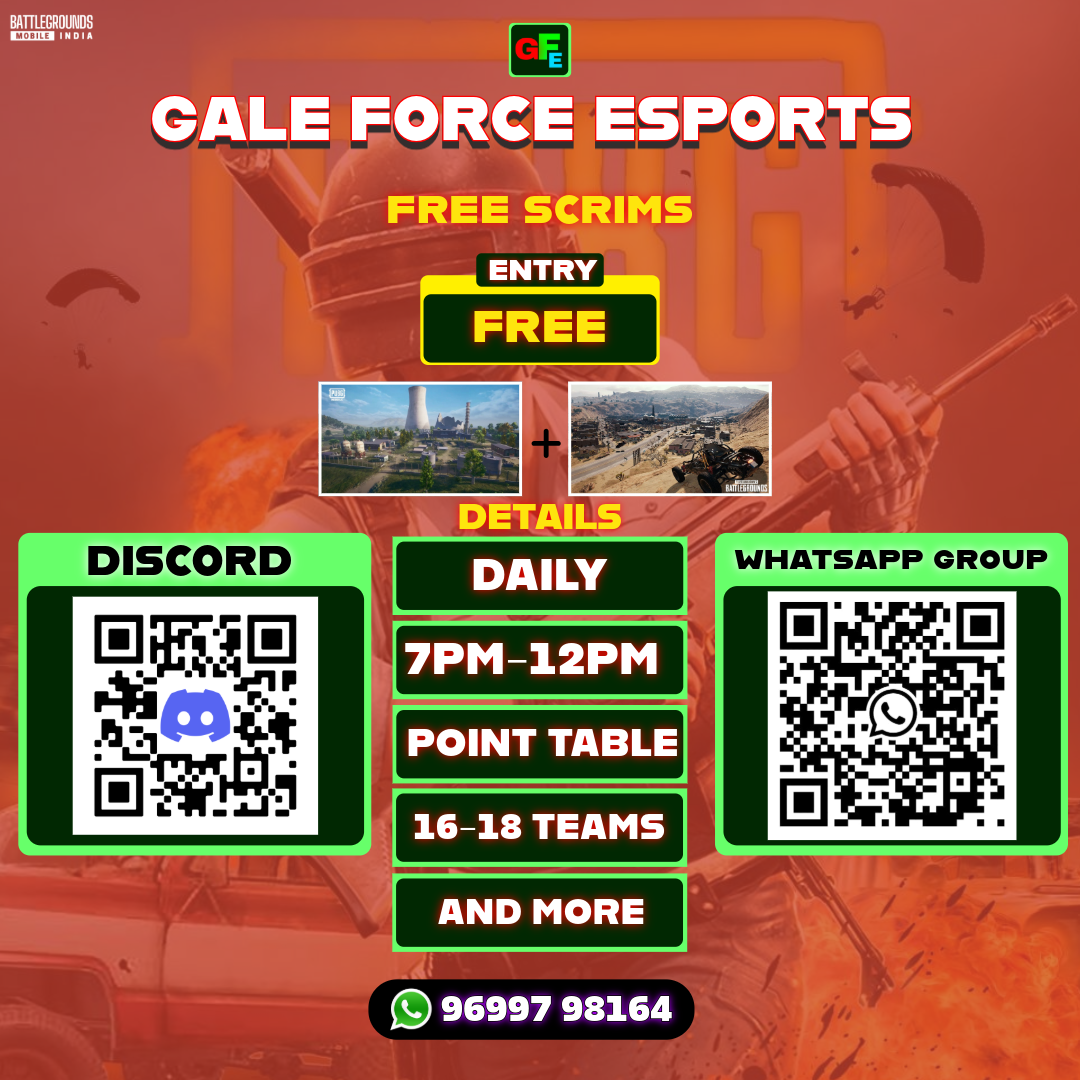 BATTLEGROUNDS
MOBILE INDIA
GFE
GALE FORCE ESPORTS
FREE SCRIMS
ENTRY
FREE
PUBG
+
BATTLEGROUNDS
DETAILS
DISCORD
DAILY
WHATSAPP GROUP
7PM-12PM
POINT TABLE
16-18 TEAMS
AND MORE
96997 98164